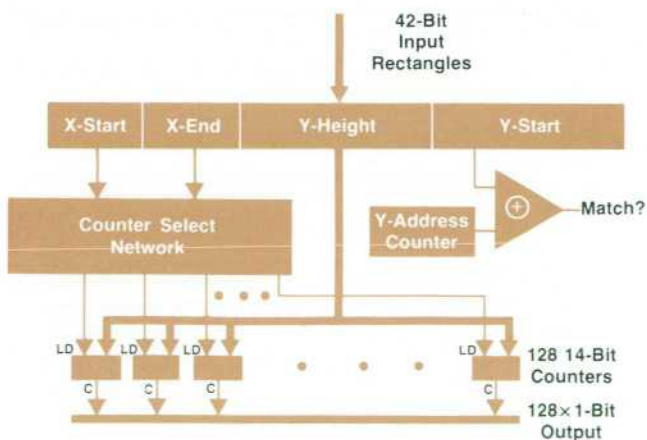 42-Bit
Input
Rectangles
X-Start
X-End
Y-Height
Y-Start
Counter Select
Network
Y-Address
Counter
+
Match?
LD
LD
LD
LD
128 14-Bit
Counters
C
C
C
C
128×1-Bit
Output